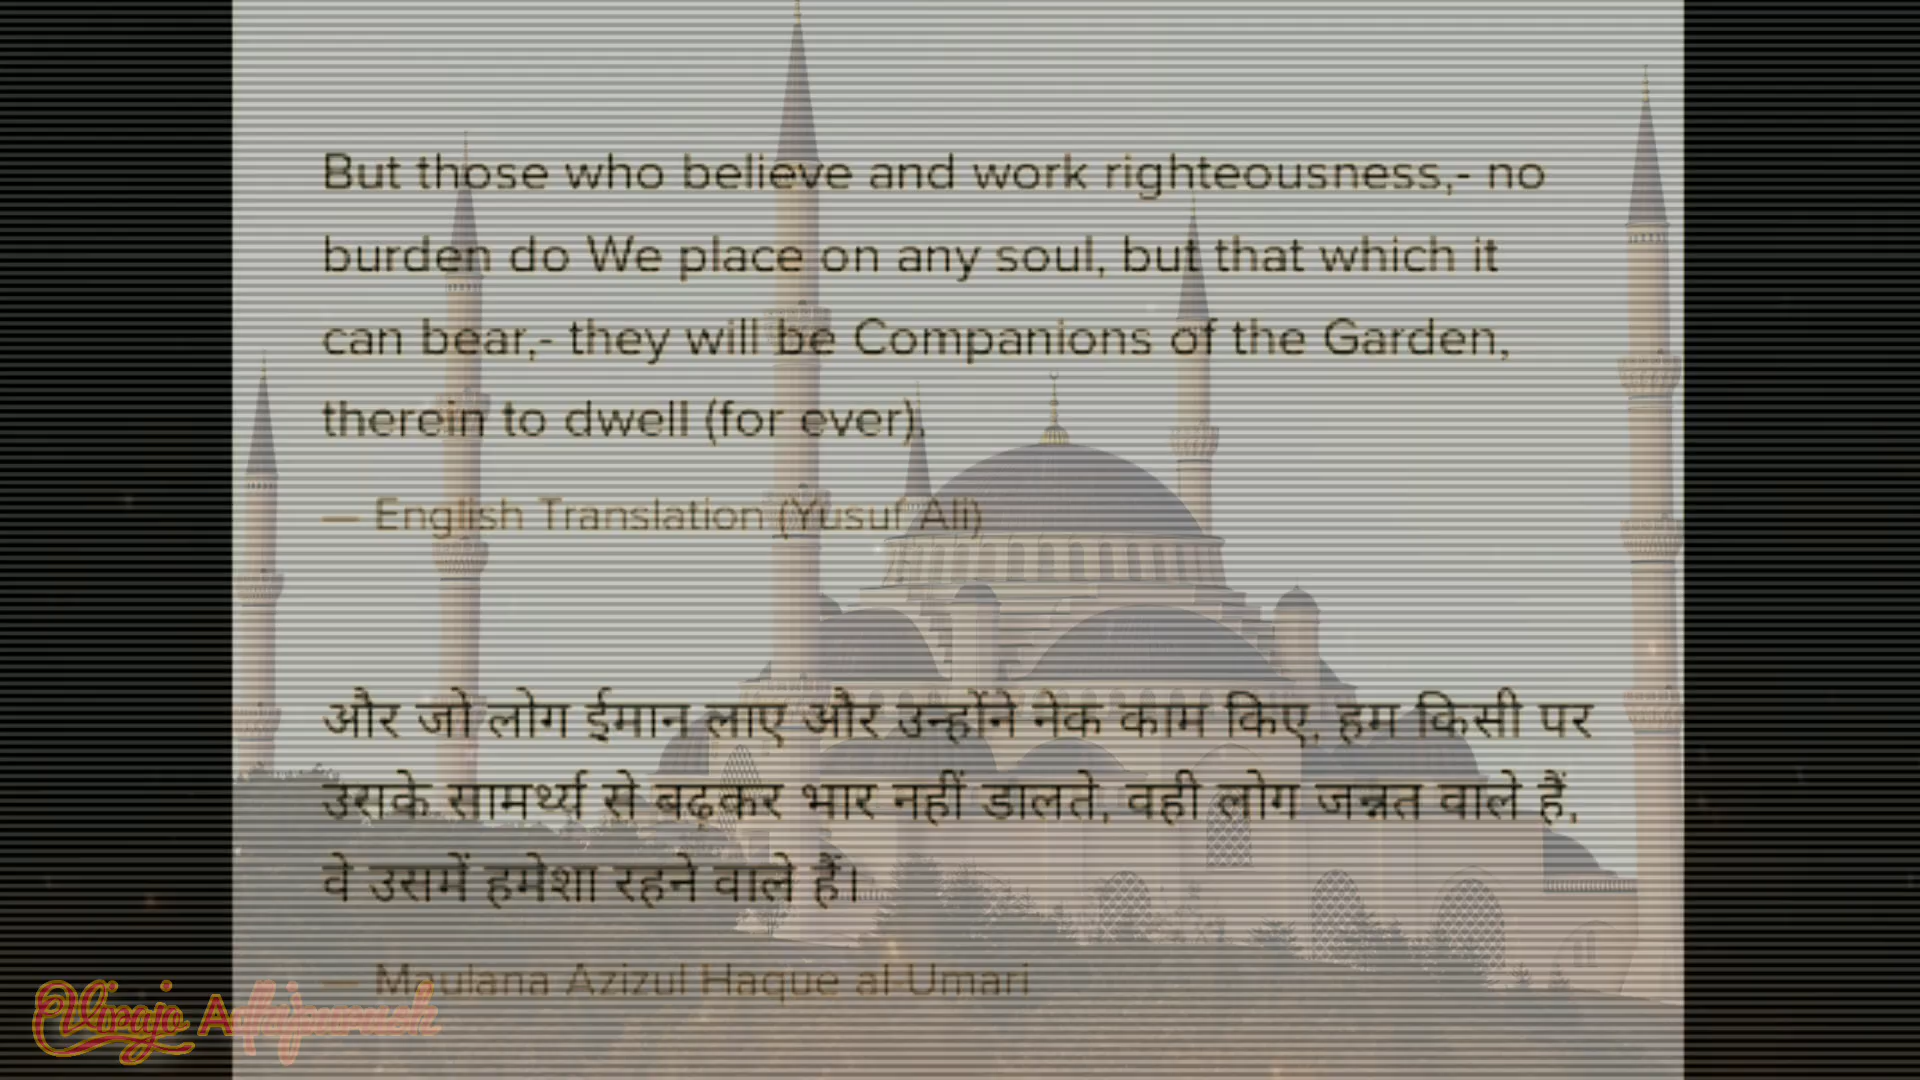 But those who believe and work righteousness,- no
burden do We place on any soul, but that which it
can bear,- they will be Companions of the Garden,
therein to dwell (for ever).
— English Translation (Yusuf Ali)
और जो लोग ईमान लाए और उन्होंने नेक काम किए, हम किसी पर
उसके सामर्थ्य से बढ़कर भार नहीं डालते, वही लोग जन्नत वाले हैं,
वे उसमें हमेशा रहने वाले हैं।
— Maulana Azizul Haque al-Umari
Virajo Adhipurush